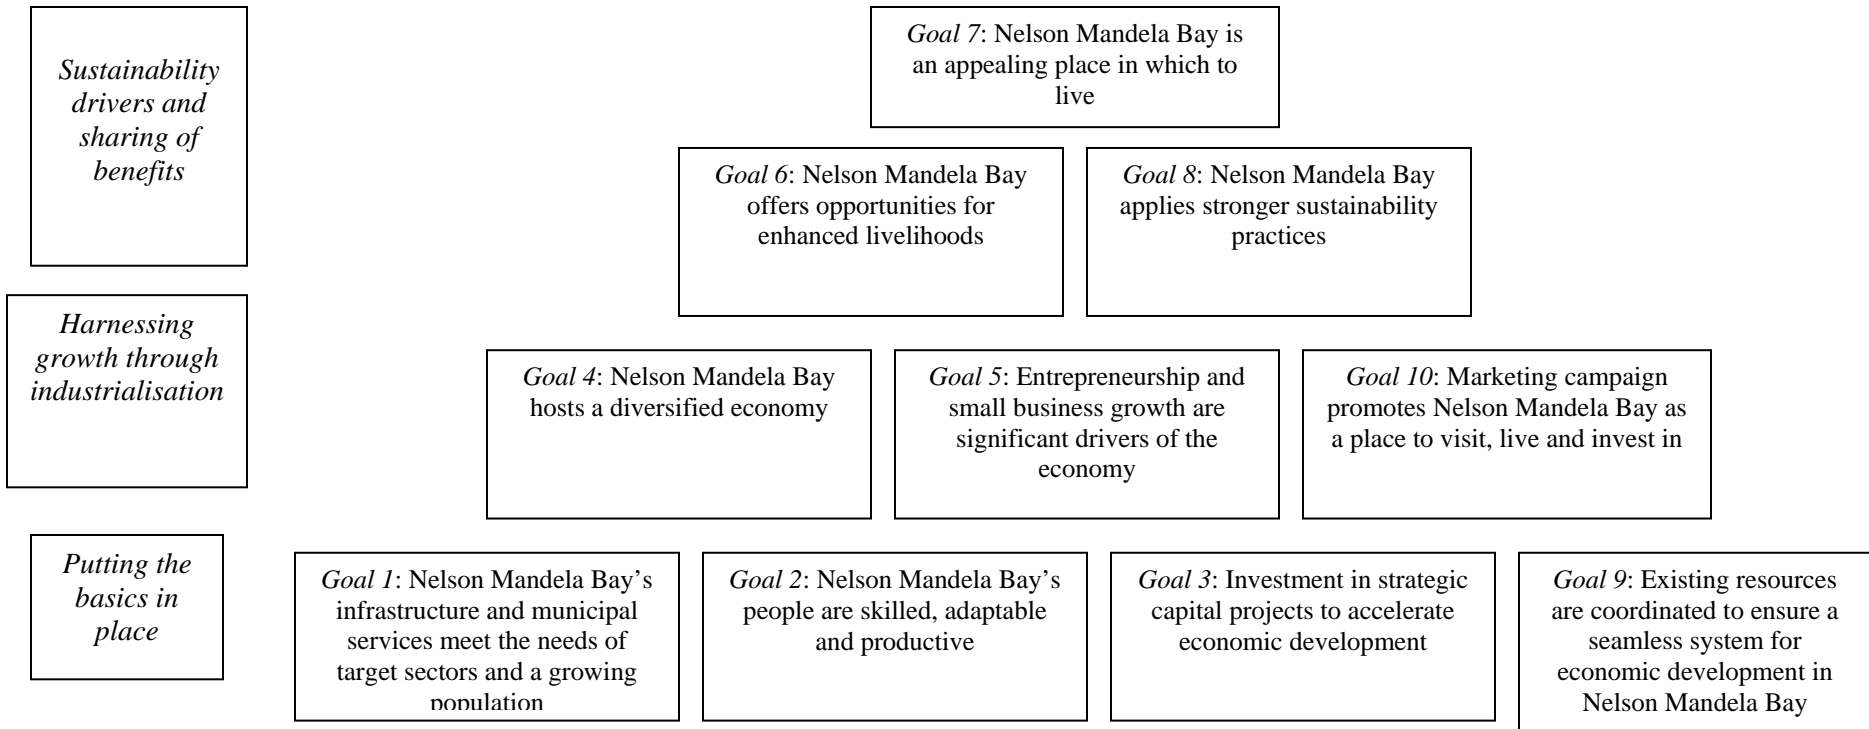 Sustainability
drivers and
sharing of
benefits
Goal 7: Nelson Mandela Bay is
an appealing place in which to
live
Goal 6: Nelson Mandela Bay
offers opportunities for
enhanced livelihoods
Goal 8: Nelson Mandela Bay
applies stronger sustainability
practices
Harnessing
growth through
industrialisation
Goal 4: Nelson Mandela Bay
hosts a diversified economy
Goal 5: Entrepreneurship and
small business growth are
significant drivers of the
economy
Goal 10: Marketing campaign
promotes Nelson Mandela Bay as
a place to visit, live and invest in
Putting the
basics in
place
Goal 1: Nelson Mandela Bay’s
infrastructure and municipal
services meet the needs of
target sectors and a growing
population
Goal 2: Nelson Mandela Bay’s
people are skilled, adaptable
and productive
Goal 3: Investment in strategic
capital projects to accelerate
economic development
Goal 9: Existing resources
are coordinated to ensure a
seamless system for
economic development in
Nelson Mandela Bay